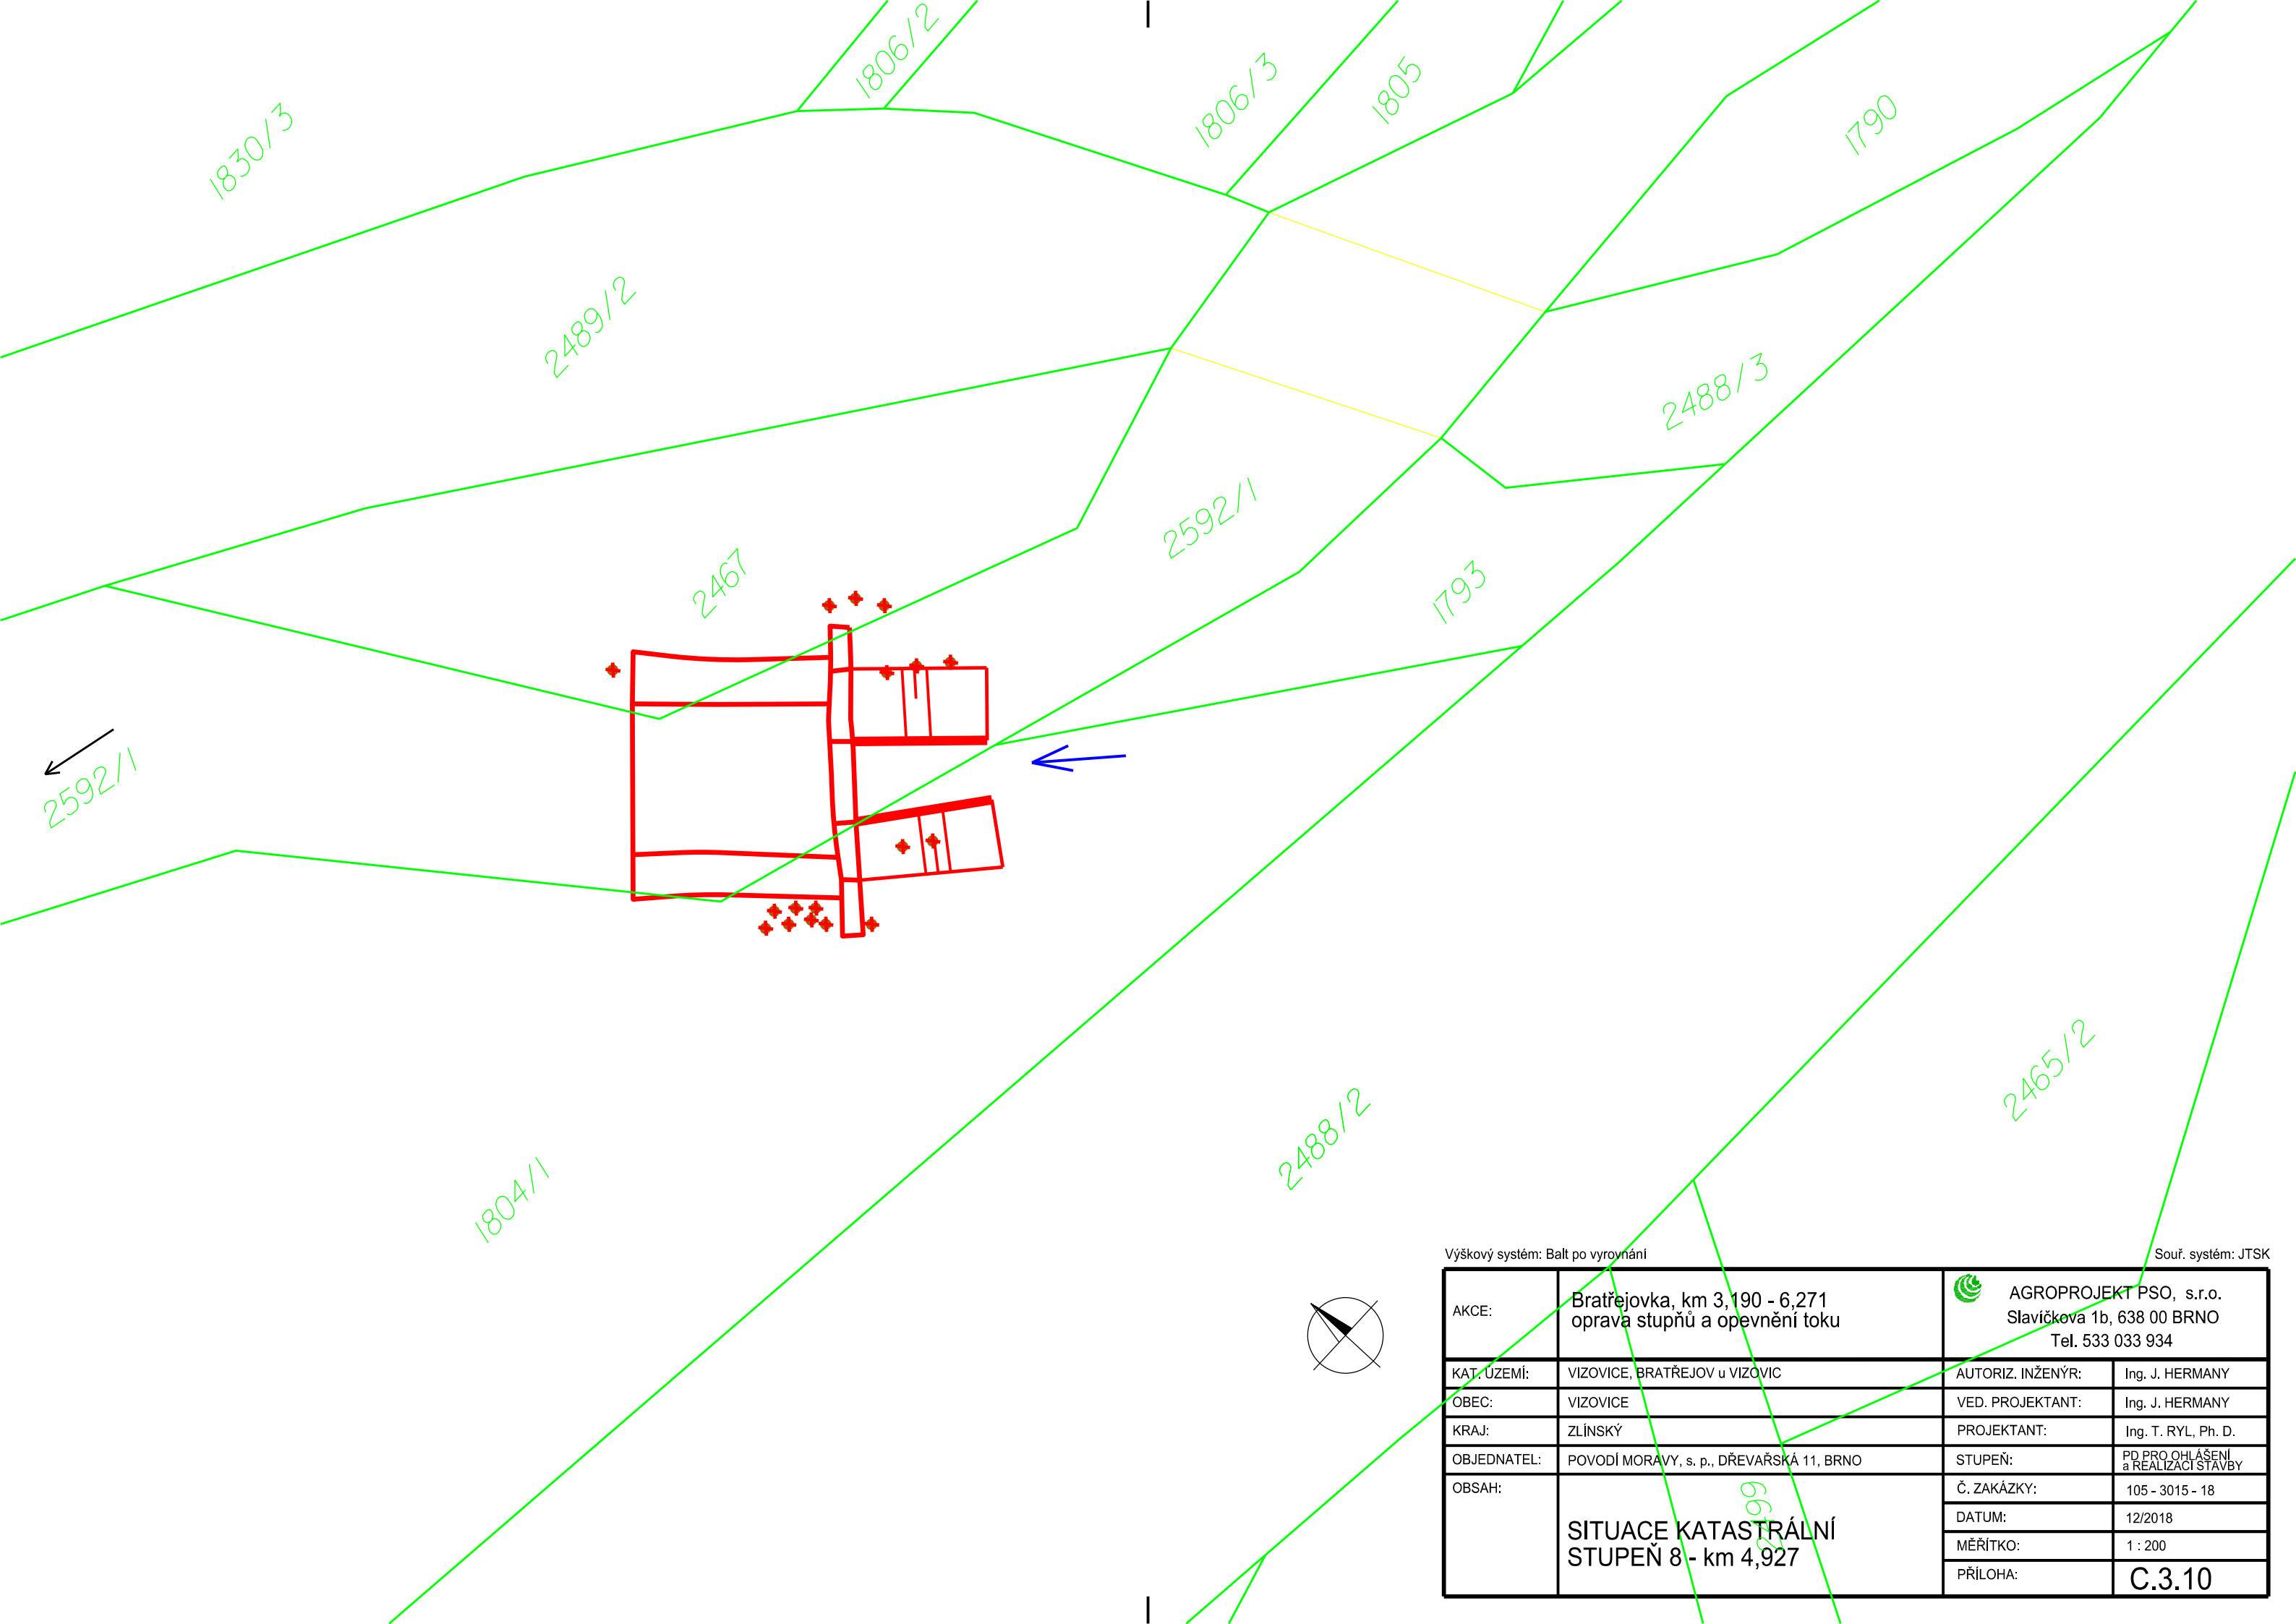 1806/2
1830/3
1806/3
1805
1790
2489/2
2488/3
2467
2592/1
1793
2592/1
2465/2
2488/2
1804/1
Výškový systém: Balt po vyrovnání
Souř. systém: JTSK
AKCE:
Bratřejovka, km 3,190 - 6,271
oprava stupňů a opevnění toku
AGROPROJEKT PSO, s.r.o.
Slavíčkova 1b, 638 00 BRNO
Tel. 533 033 934
KAT. ÚZEMÍ: VIZOVICE, BRATŘEJOV u VIZOVIC
AUTORIZ. INŽENÝR: Ing. J. HERMANY
OBEC: VIZOVICE
VED. PROJEKTANT: Ing. J. HERMANY
KRAJ: ZLÍNSKÝ
PROJEKTANT: Ing. T. RYL, Ph. D.
OBJEDNATEL: POVODÍ MORAVY, s. p., DŘEVAŘSKÁ 11, BRNO
STUPEŇ: PD PRO OHLÁŠENÍ
a REALIZACI STAVBY
OBSAH:
SITUACE KATASTRÁLNÍ
STUPEŇ 8 - km 4,927
2499
Č. ZAKÁZKY: 105 - 3015 - 18
DATUM: 12/2018
MĚŘÍTKO: 1 : 200
PŘÍLOHA: C.3.10